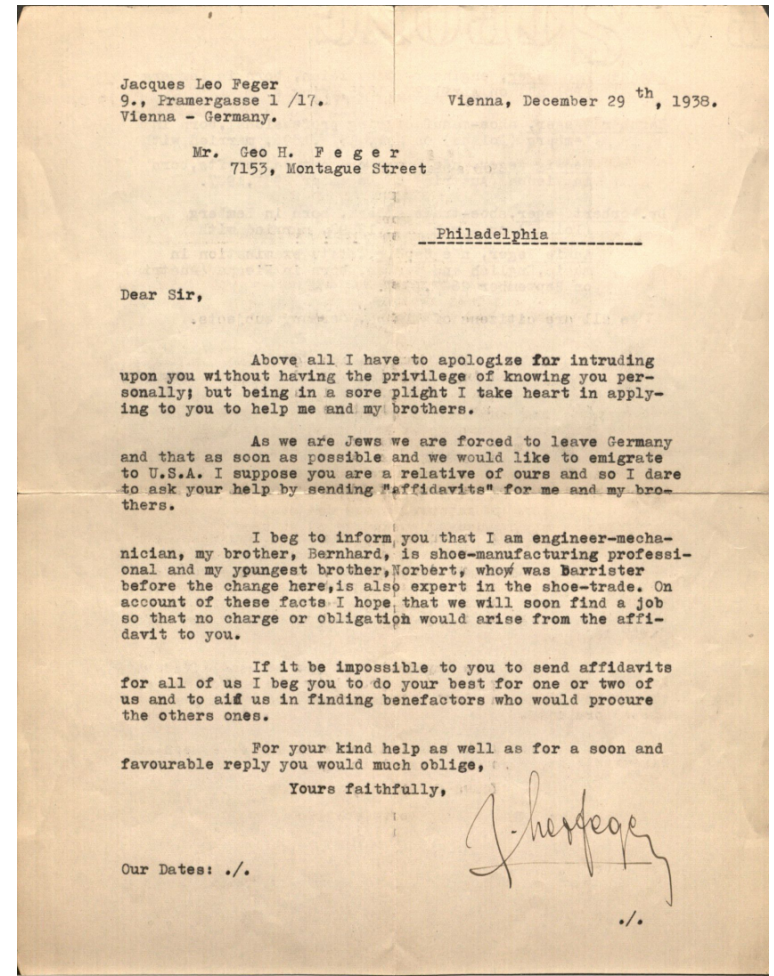 Jacques Leo Feger
9., Pramergasse 1 /17. Vienna, December 29 th, 1938.
Vienna - Germany.
Mr. Geo H. F e g e r
7153, Montague Street
Philadelphia
Dear Sir,
Above all I have to apologize for intruding
upon you without having the privilege of knowing you per-
sonally; but being in a sore plight I take heart in apply-
ing to you to help me and my brothers.
As we are Jews we are forced to leave Germany
and that as soon as possible and we would like to emigrate
to U.S.A. I suppose you are a relative of ours and so I dare
to ask your help by sending "affidavits" for me and my bro-
thers.
I beg to inform you that I am engineer-mecha-
nician, my brother, Bernhard, is shoe-manufacturing professi-
onal and my youngest brother,Norbert, who was Barrister
before the change here,is also expert in the shoe-trade. On
account of these facts I hope that we will soon find a job
so that no charge or obligation would arise from the affi-
davit to you.
If it be impossible to you to send affidavits
for all of us I beg you to do your best for one or two of
us and to aid us in finding benefactors who would procure
the others ones.
For your kind help as well as for a soon and
favourable reply you would much oblige,
Yours faithfully,
J. Leo Feger
Our Dates: ./.
./.